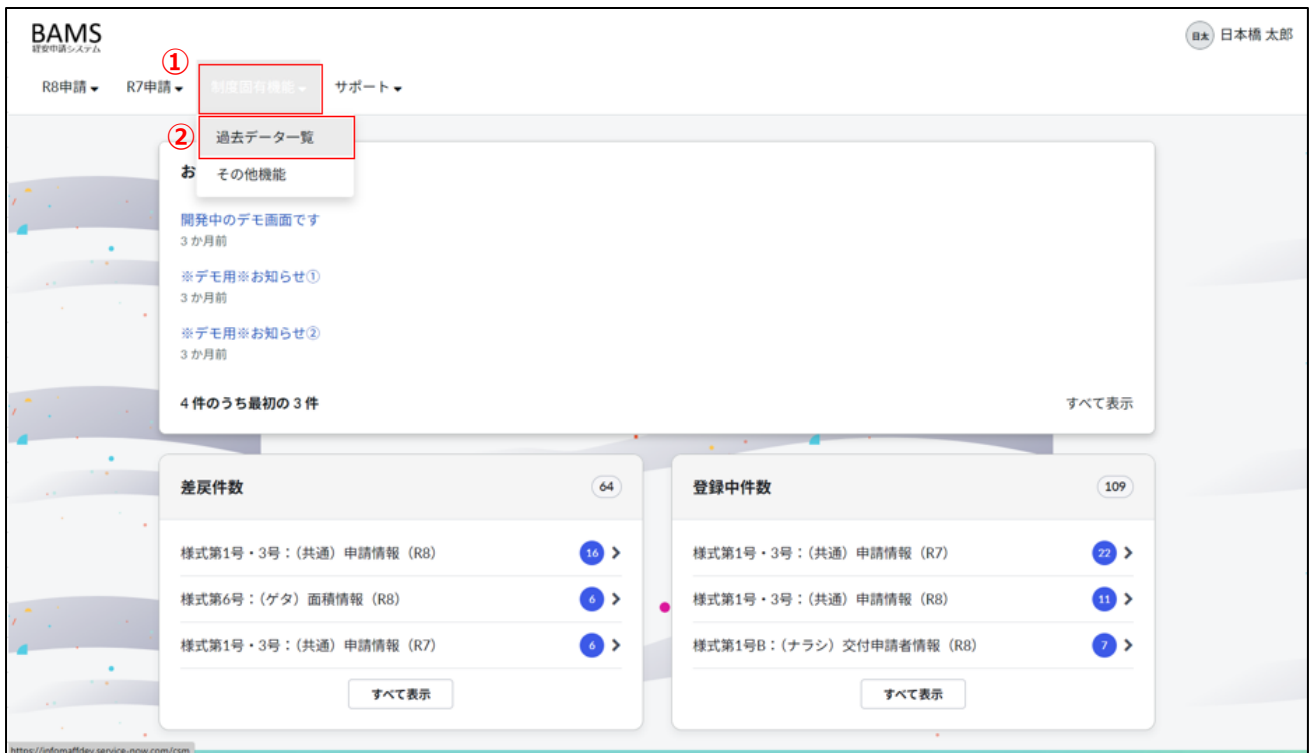 BAMS
経安申請システム
日太 日本橋 太郎
①
R8申請 R7申請 制度固有機能 サポート
② 過去データ一覧
お
その他機能
開発中のデモ画面です
3 か月前
※デモ用※お知らせ①
3 か月前
※デモ用※お知らせ②
3 か月前
4 件のうち最初の 3 件 すべて表示
差戻件数 64
様式第1号・3号：（共通）申請情報（R8） 16
様式第6号：（ゲタ）面積情報（R8） 6
様式第1号・3号：（共通）申請情報（R7） 6
すべて表示
登録中件数 109
様式第1号・3号：（共通）申請情報（R7） 22
様式第1号・3号：（共通）申請情報（R8） 11
様式第1号B：（ナラシ）交付申請者情報（R8） 7
すべて表示
https://infomaffdev.service-now.com/csm